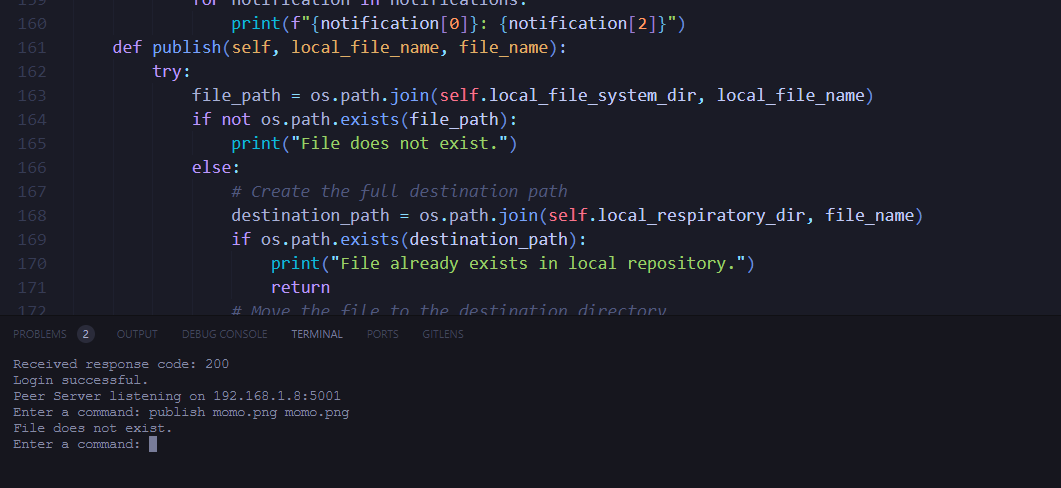 159 for notification in notifications:
160 print(f"{notification[0]}: {notification[2]}")
161 def publish(self, local_file_name, file_name):
162 try:
163 file_path = os.path.join(self.local_file_system_dir, local_file_name)
164 if not os.path.exists(file_path):
165 print("File does not exist.")
166 else:
167 # Create the full destination path
168 destination_path = os.path.join(self.local_respiratory_dir, file_name)
169 if os.path.exists(destination_path):
170 print("File already exists in local repository.")
171 return
172 # Move the file to the destination directory
PROBLEMS 2 OUTPUT DEBUG CONSOLE TERMINAL PORTS GITLENS
Received response code: 200
Login successful.
Peer Server listening on 192.168.1.8:5001
Enter a command: publish momo.png momo.png
File does not exist.
Enter a command: